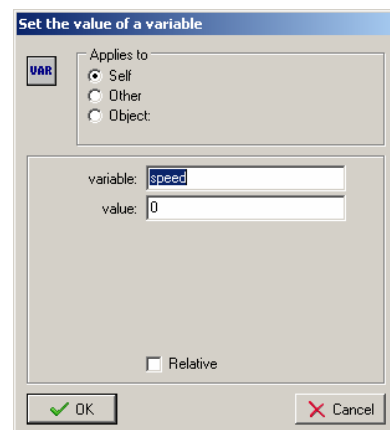 Set the value of a variable
VAR
Applies to
Self
Other
Object:
variable: speed
value: 0
Relative
OK
Cancel